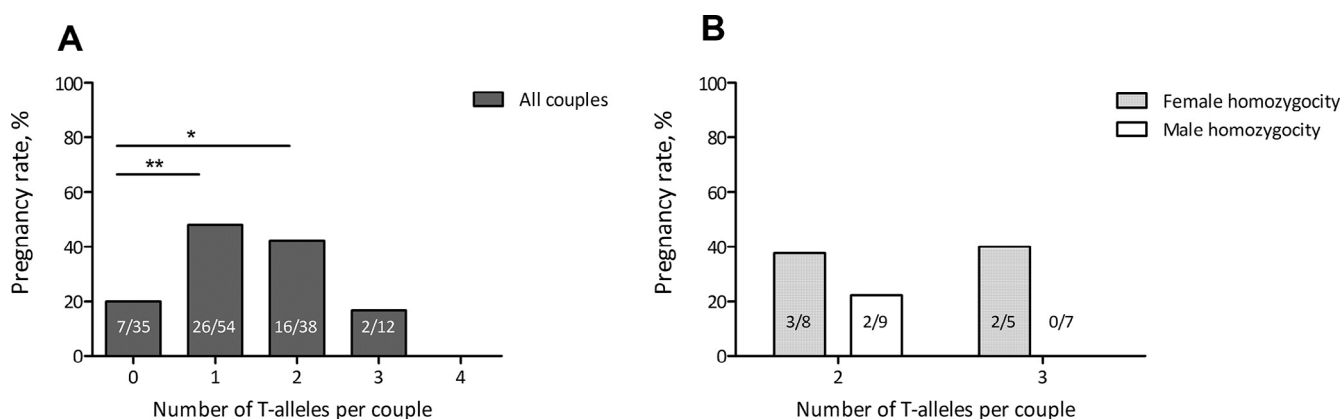 A
Pregnancy rate, %
100
80
60
40
20
0
*
**
All couples
7/35 26/54 16/38 2/12
0 1 2 3 4
Number of T-alleles per couple
B
Pregnancy rate, %
100
80
60
40
20
0
Female homozygocity
Male homozygocity
3/8 2/9 2/5 0/7
2 3
Number of T-alleles per couple